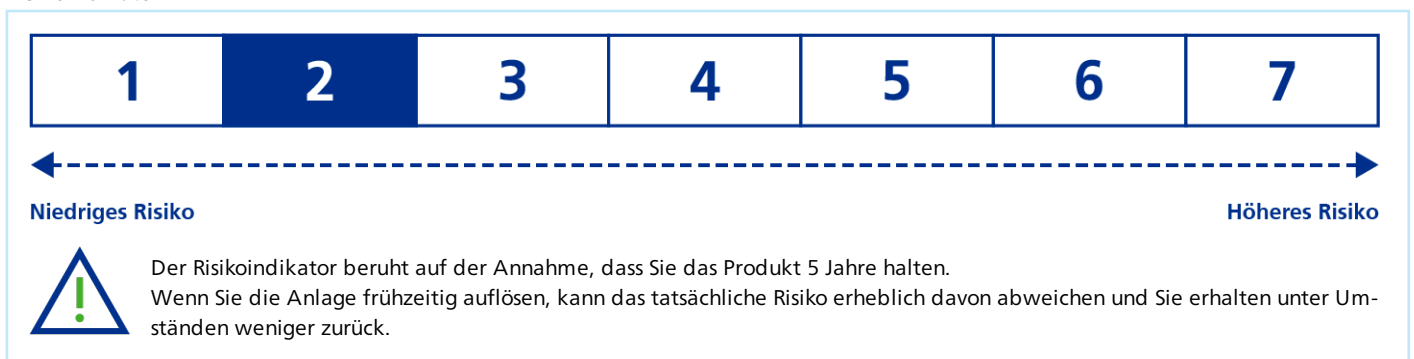 1 2 3 4 5 6 7
Niedriges Risiko Höheres Risiko
Der Risikoindikator beruht auf der Annahme, dass Sie das Produkt 5 Jahre halten.
Wenn Sie die Anlage frühzeitig auflösen, kann das tatsächliche Risiko erheblich davon abweichen und Sie erhalten unter Um-
ständen weniger zurück.